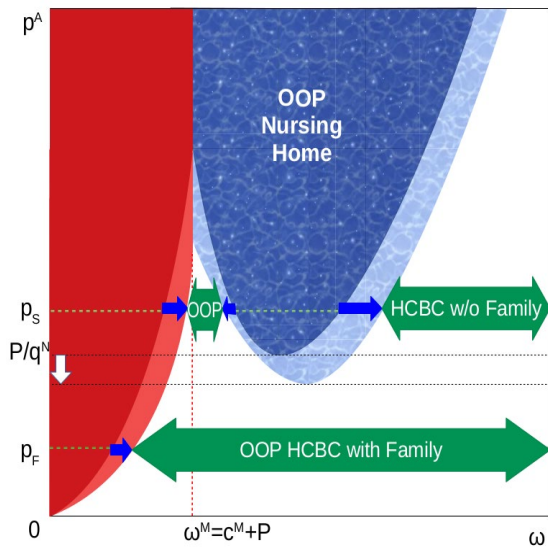 p^A
OOP
Nursing
Home
p_S
OOP
HCBC w/o Family
P/q^N
p_F
OOP HCBC with Family
0
ω^M=c^M+P
ω